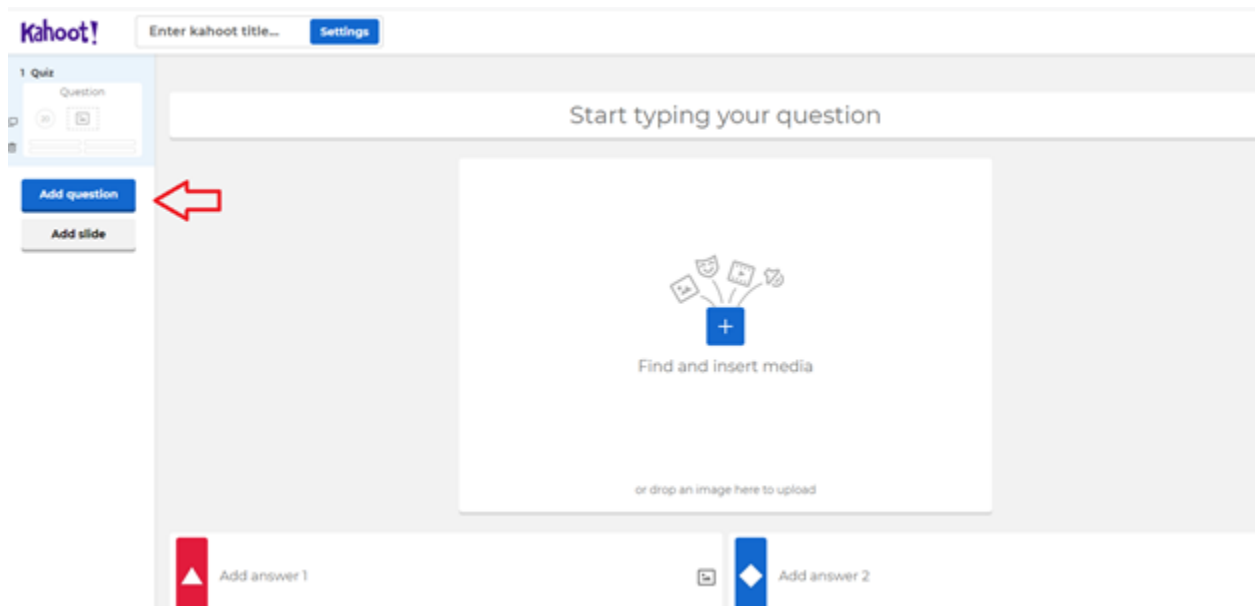 Kahoot!
Enter kahoot title...
Settings
1 Quiz
Question
Start typing your question
Add question
Add slide
Find and insert media
or drop an image here to upload
Add answer 1
Add answer 2